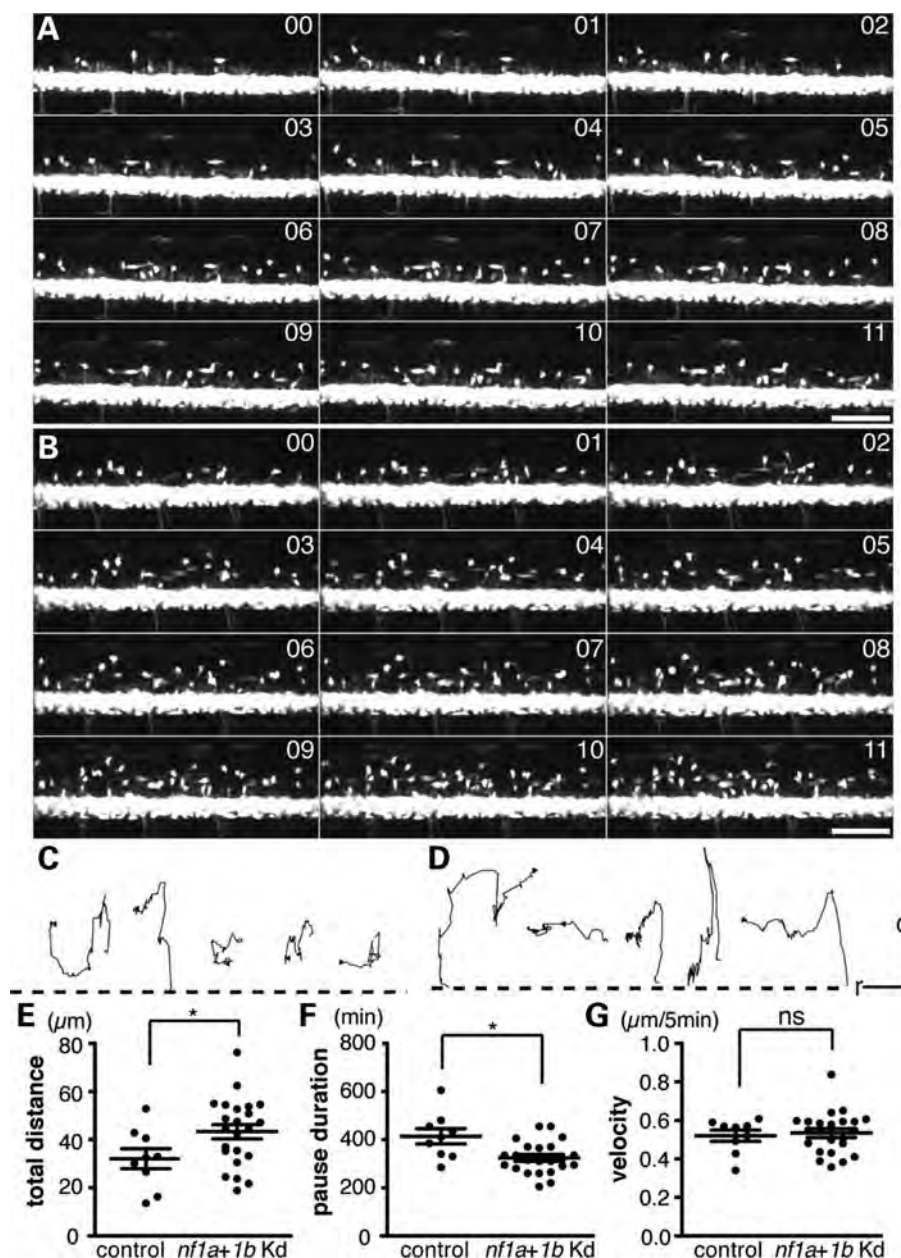 A
00
01
02
03
04
05
06
07
08
09
10
11
B
00
01
02
03
04
05
06
07
08
09
10
11
C
D
E (µm)
*
total distance
80
60
40
20
0
control
nf1a+1b Kd
F (min)
*
pause duration
800
600
400
200
0
control
nf1a+1b Kd
G (µm/5min)
ns
velocity
1.0
0.8
0.6
0.4
0.2
0.0
control
nf1a+1b Kd